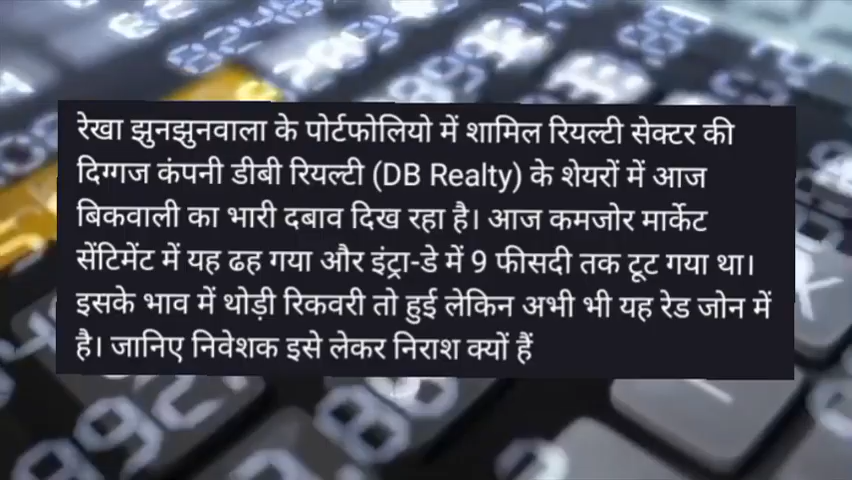 रेखा झुनझुनवाला के पोर्टफोलियो में शामिल रियल्टी सेक्टर की
दिग्गज कंपनी डीबी रियल्टी (DB Realty) के शेयरों में आज
बिकवाली का भारी दबाव दिख रहा है। आज कमजोर मार्केट
सेंटिमेंट में यह ढह गया और इंट्रा-डे में 9 फीसदी तक टूट गया था।
इसके भाव में थोड़ी रिकवरी तो हुई लेकिन अभी भी यह रेड जोन में
है। जानिए निवेशक इसे लेकर निराश क्यों हैं